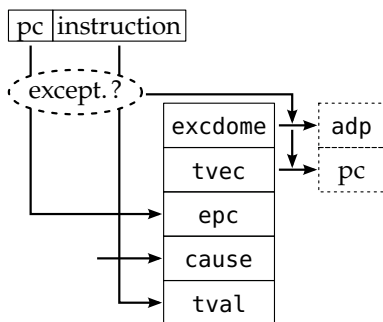 pc instruction
except. ?
excdome adp
tvec pc
epc
cause
tval